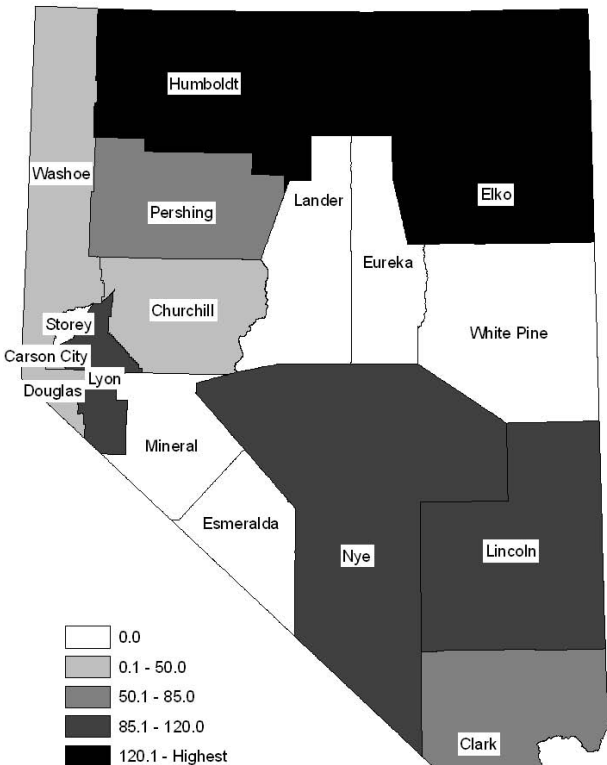 Humboldt
Washoe
Elko
Lander
Pershing
Eureka
Churchill
Storey
White Pine
Carson City
Lyon
Douglas
Mineral
Esmeralda
Nye
Lincoln
0.0
0.1 - 50.0
50.1 - 85.0
85.1 - 120.0
Clark
120.1 - Highest